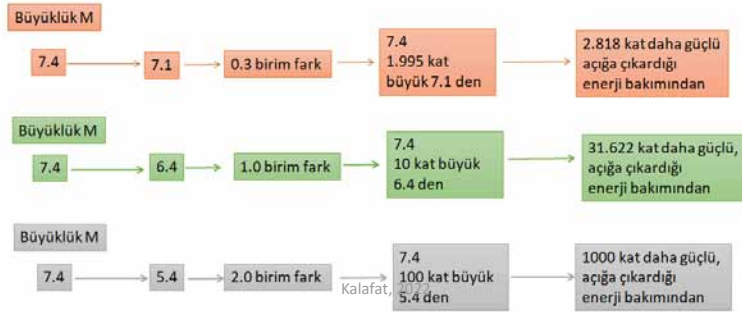 Büyüklük M
7.4
7.1
0.3 birim fark
7.4
1.995 kat
büyük 7.1 den
2.818 kat daha güçlü
açığa çıkardığı
enerji bakımından
Büyüklük M
7.4
6.4
1.0 birim fark
7.4
10 kat büyük
6.4 den
31.622 kat daha güçlü,
açığa çıkardığı
enerji bakımından
Büyüklük M
7.4
5.4
2.0 birim fark
7.4
100 kat büyük
5.4 den
1000 kat daha güçlü,
açığa çıkardığı
enerji bakımından
Kalafat, 2022